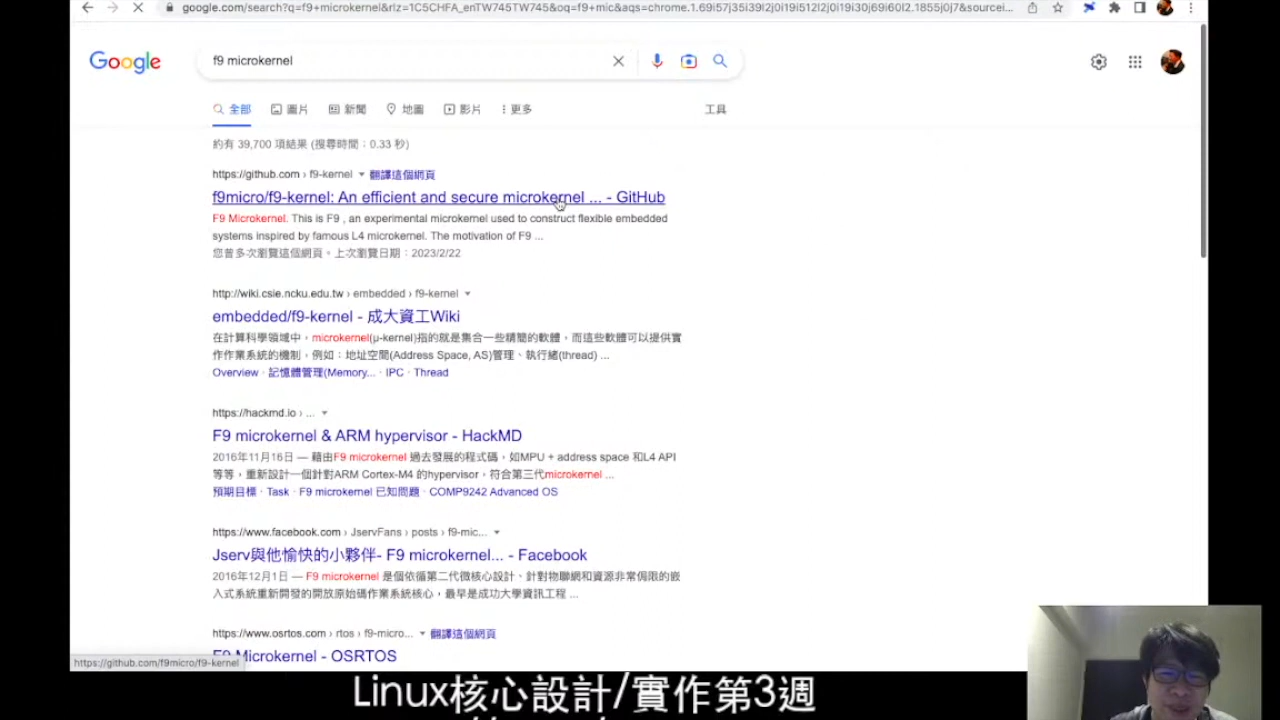 google.com/search?q=f9+microkernel&rlz=1C5CHFA_enTW745TW745&oq=f9+mic&aqs=chrome.1.69i57j35i39l2j0i19i512l2j0i19i30j69i60l2.1855j0j7&sourcei...
Google
f9 microkernel
全部
圖片
新聞
地圖
影片
更多
工具
約有 39,700 項結果 (搜尋時間:0.33 秒)
https://github.com › f9-kernel 翻譯這個網頁
f9micro/f9-kernel: An efficient and secure microkernel ... - GitHub
F9 Microkernel. This is F9 , an experimental microkernel used to construct flexible embedded
systems inspired by famous L4 microkernel. The motivation of F9 ...
您曾多次瀏覽這個網頁。上次瀏覽日期:2023/2/22
http://wiki.csie.ncku.edu.tw › embedded › f9-kernel
embedded/f9-kernel - 成大資工Wiki
在計算科學領域中,microkernel(µ-kernel)指的就是集合一些精簡的軟體,而這些軟體可以提供實
作作業系統的機制,例如:地址空間(Address Space, AS)管理、執行緒(thread) ...
Overview · 記憶體管理(Memory... · IPC · Thread
https://hackmd.io › ...
F9 microkernel & ARM hypervisor - HackMD
2016年11月16日 — 藉由F9 microkernel 過去發展的程式碼,如MPU + address space 和L4 API
等等,重新設計一個針對ARM Cortex-M4 的hypervisor,符合第三代microkernel ...
預期目標 · Task · F9 microkernel 已知問題 · COMP9242 Advanced OS
https://www.facebook.com › JservFans › posts › f9-mic...
Jserv與他愉快的小夥伴- F9 microkernel... - Facebook
2016年12月1日 — F9 microkernel 是個依循第二代微核心設計、針對物聯網和資源非常侷限的嵌
入式系統重新開發的開放原始碼作業系統核心,最早是成功大學資訊工程 ...
https://www.osrtos.com › rtos › f9-micro... 翻譯這個網頁
F9 Microkernel - OSRTOS
https://github.com/f9micro/f9-kernel
Linux核心設計/實作第3週